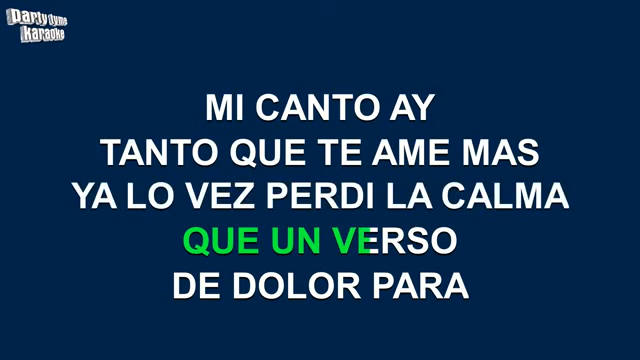 Party Tyme
karaoke
MI CANTO AY
TANTO QUE TE AME MAS
YA LO VEZ PERDI LA CALMA
QUE UN VERSO
DE DOLOR PARA